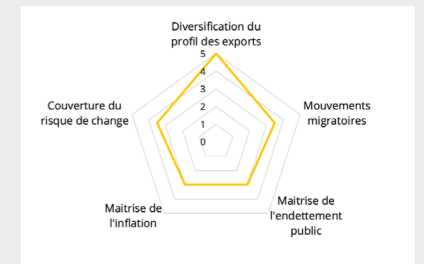 Diversification du
profil des exports
5
4
3
2
1
0
Mouvements
migratoires
Maitrise de
l'endettement
public
Maitrise de
l'inflation
Couverture du
risque de change